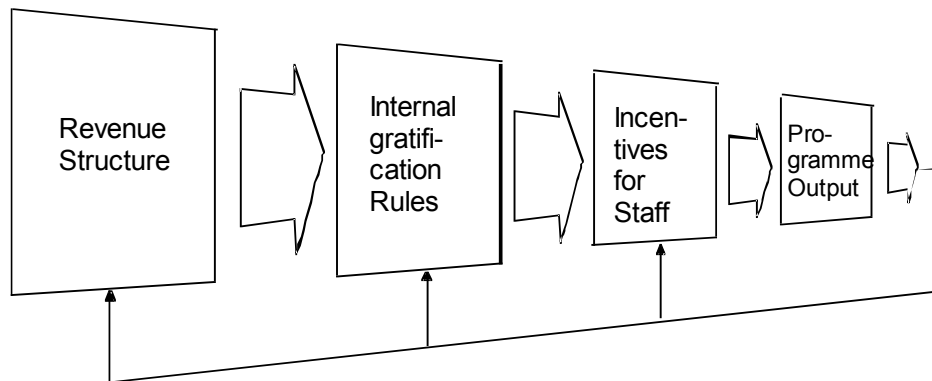 Revenue
Structure
Internal
gratifi-
cation
Rules
Incen-
tives for
Staff
Pro-
gramme
Output